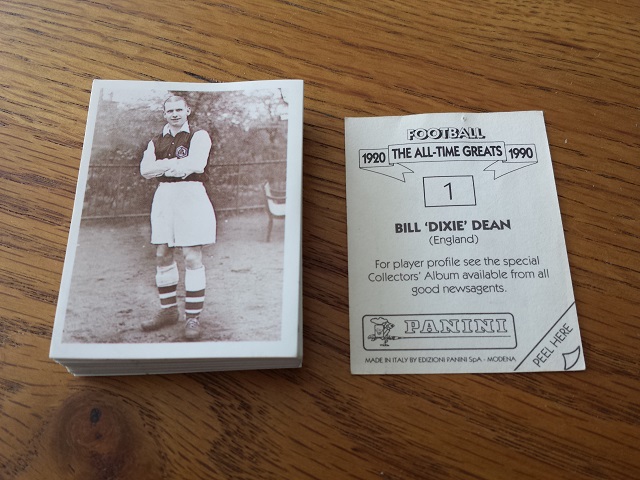 FOOTBALL
1920 THE ALL-TIME GREATS 1990
1
BILL 'DIXIE' DEAN
(England)
For player profile see the special
Collectors' Album available from all
good newsagents.
PANINI
PEEL HERE
MADE IN ITALY BY EDIZIONI PANINI SpA - MODENA